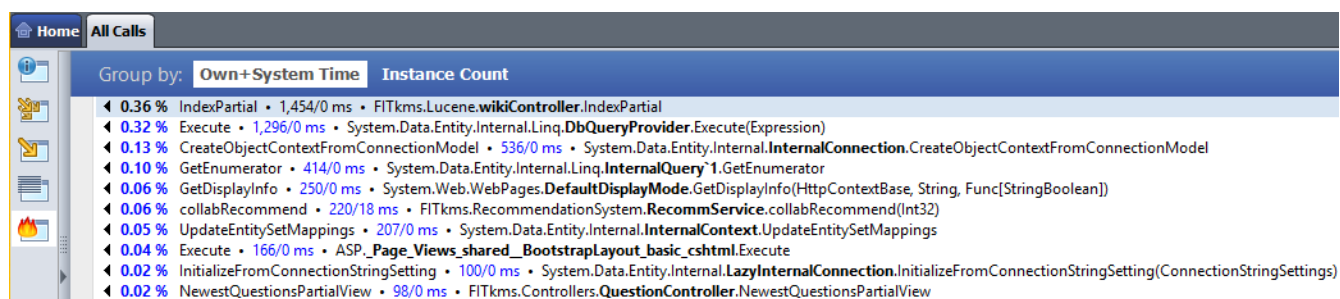 Home All Calls
Group by: Own+System Time Instance Count
0.36 % IndexPartial • 1,454/0 ms • FITkms.Lucene.wikiController.IndexPartial
0.32 % Execute • 1,296/0 ms • System.Data.Entity.Internal.Linq.DbQueryProvider.Execute(Expression)
0.13 % CreateObjectContextFromConnectionModel • 536/0 ms • System.Data.Entity.Internal.InternalConnection.CreateObjectContextFromConnectionModel
0.10 % GetEnumerator • 414/0 ms • System.Data.Entity.Internal.Linq.InternalQuery`1.GetEnumerator
0.06 % GetDisplayInfo • 250/0 ms • System.Web.WebPages.DefaultDisplayMode.GetDisplayInfo(HttpContextBase, String, Func[StringBoolean])
0.06 % collabRecommend • 220/18 ms • FITkms.RecommendationSystem.RecommService.collabRecommend(Int32)
0.05 % UpdateEntitySetMappings • 207/0 ms • System.Data.Entity.Internal.InternalContext.UpdateEntitySetMappings
0.04 % Execute • 166/0 ms • ASP._Page_Views_shared__BootstrapLayout_basic_cshtml.Execute
0.02 % InitializeFromConnectionStringSetting • 100/0 ms • System.Data.Entity.Internal.LazyInternalConnection.InitializeFromConnectionStringSetting(ConnectionStringSettings)
0.02 % NewestQuestionsPartialView • 98/0 ms • FITkms.Controllers.QuestionController.NewestQuestionsPartialView